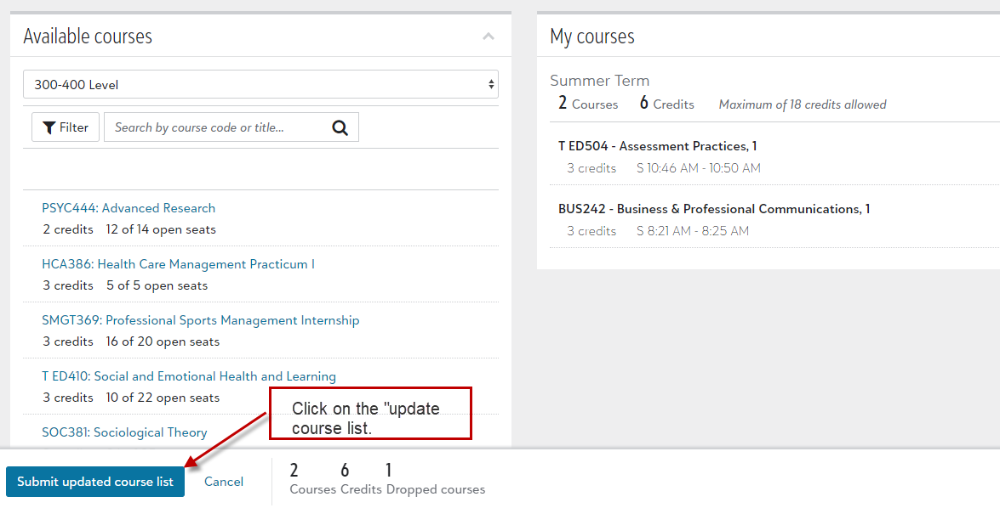 Available courses
300-400 Level
Filter
Search by course code or title...
PSYC444: Advanced Research
2 credits 12 of 14 open seats
HCA386: Health Care Management Practicum I
3 credits 5 of 5 open seats
SMGT369: Professional Sports Management Internship
3 credits 16 of 20 open seats
T ED410: Social and Emotional Health and Learning
3 credits 10 of 22 open seats
SOC381: Sociological Theory
Click on the "update
course list.
My courses
Summer Term
2 Courses 6 Credits Maximum of 18 credits allowed
T ED504 - Assessment Practices, 1
3 credits S 10:46 AM - 10:50 AM
BUS242 - Business & Professional Communications, 1
3 credits S 8:21 AM - 8:25 AM
Submit updated course list Cancel
2 6 1
Courses Credits Dropped courses